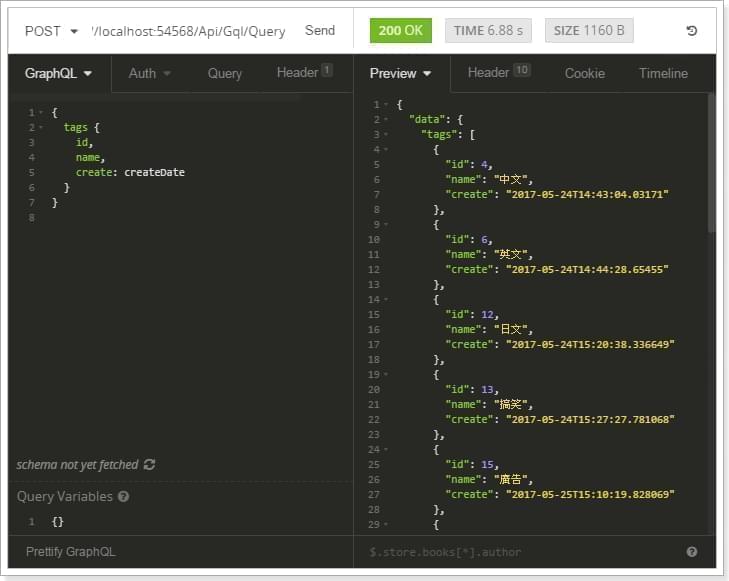 POST '/localhost:54568/Api/Gql/Query Send 200 OK TIME 6.88 s SIZE 1160 B
GraphQL Auth Query Header 1 Preview Header 10 Cookie Timeline
1 {
2 tags {
3 id,
4 name,
5 create: createDate
6 }
7 }
8
schema not yet fetched
Query Variables ?
1 {}
Prettify GraphQL
1 {
2 "data": {
3 "tags": [
4 {
5 "id": 4,
6 "name": "中文",
7 "create": "2017-05-24T14:43:04.03171"
8 },
9 {
10 "id": 6,
11 "name": "英文",
12 "create": "2017-05-24T14:44:28.65455"
13 },
14 {
15 "id": 12,
16 "name": "日文",
17 "create": "2017-05-24T15:20:38.336649"
18 },
19 {
20 "id": 13,
21 "name": "搞笑",
22 "create": "2017-05-24T15:27:27.781068"
23 },
24 {
25 "id": 15,
26 "name": "廣告",
27 "create": "2017-05-25T15:10:19.828069"
28 },
29 {
$.store.books[*].author ?